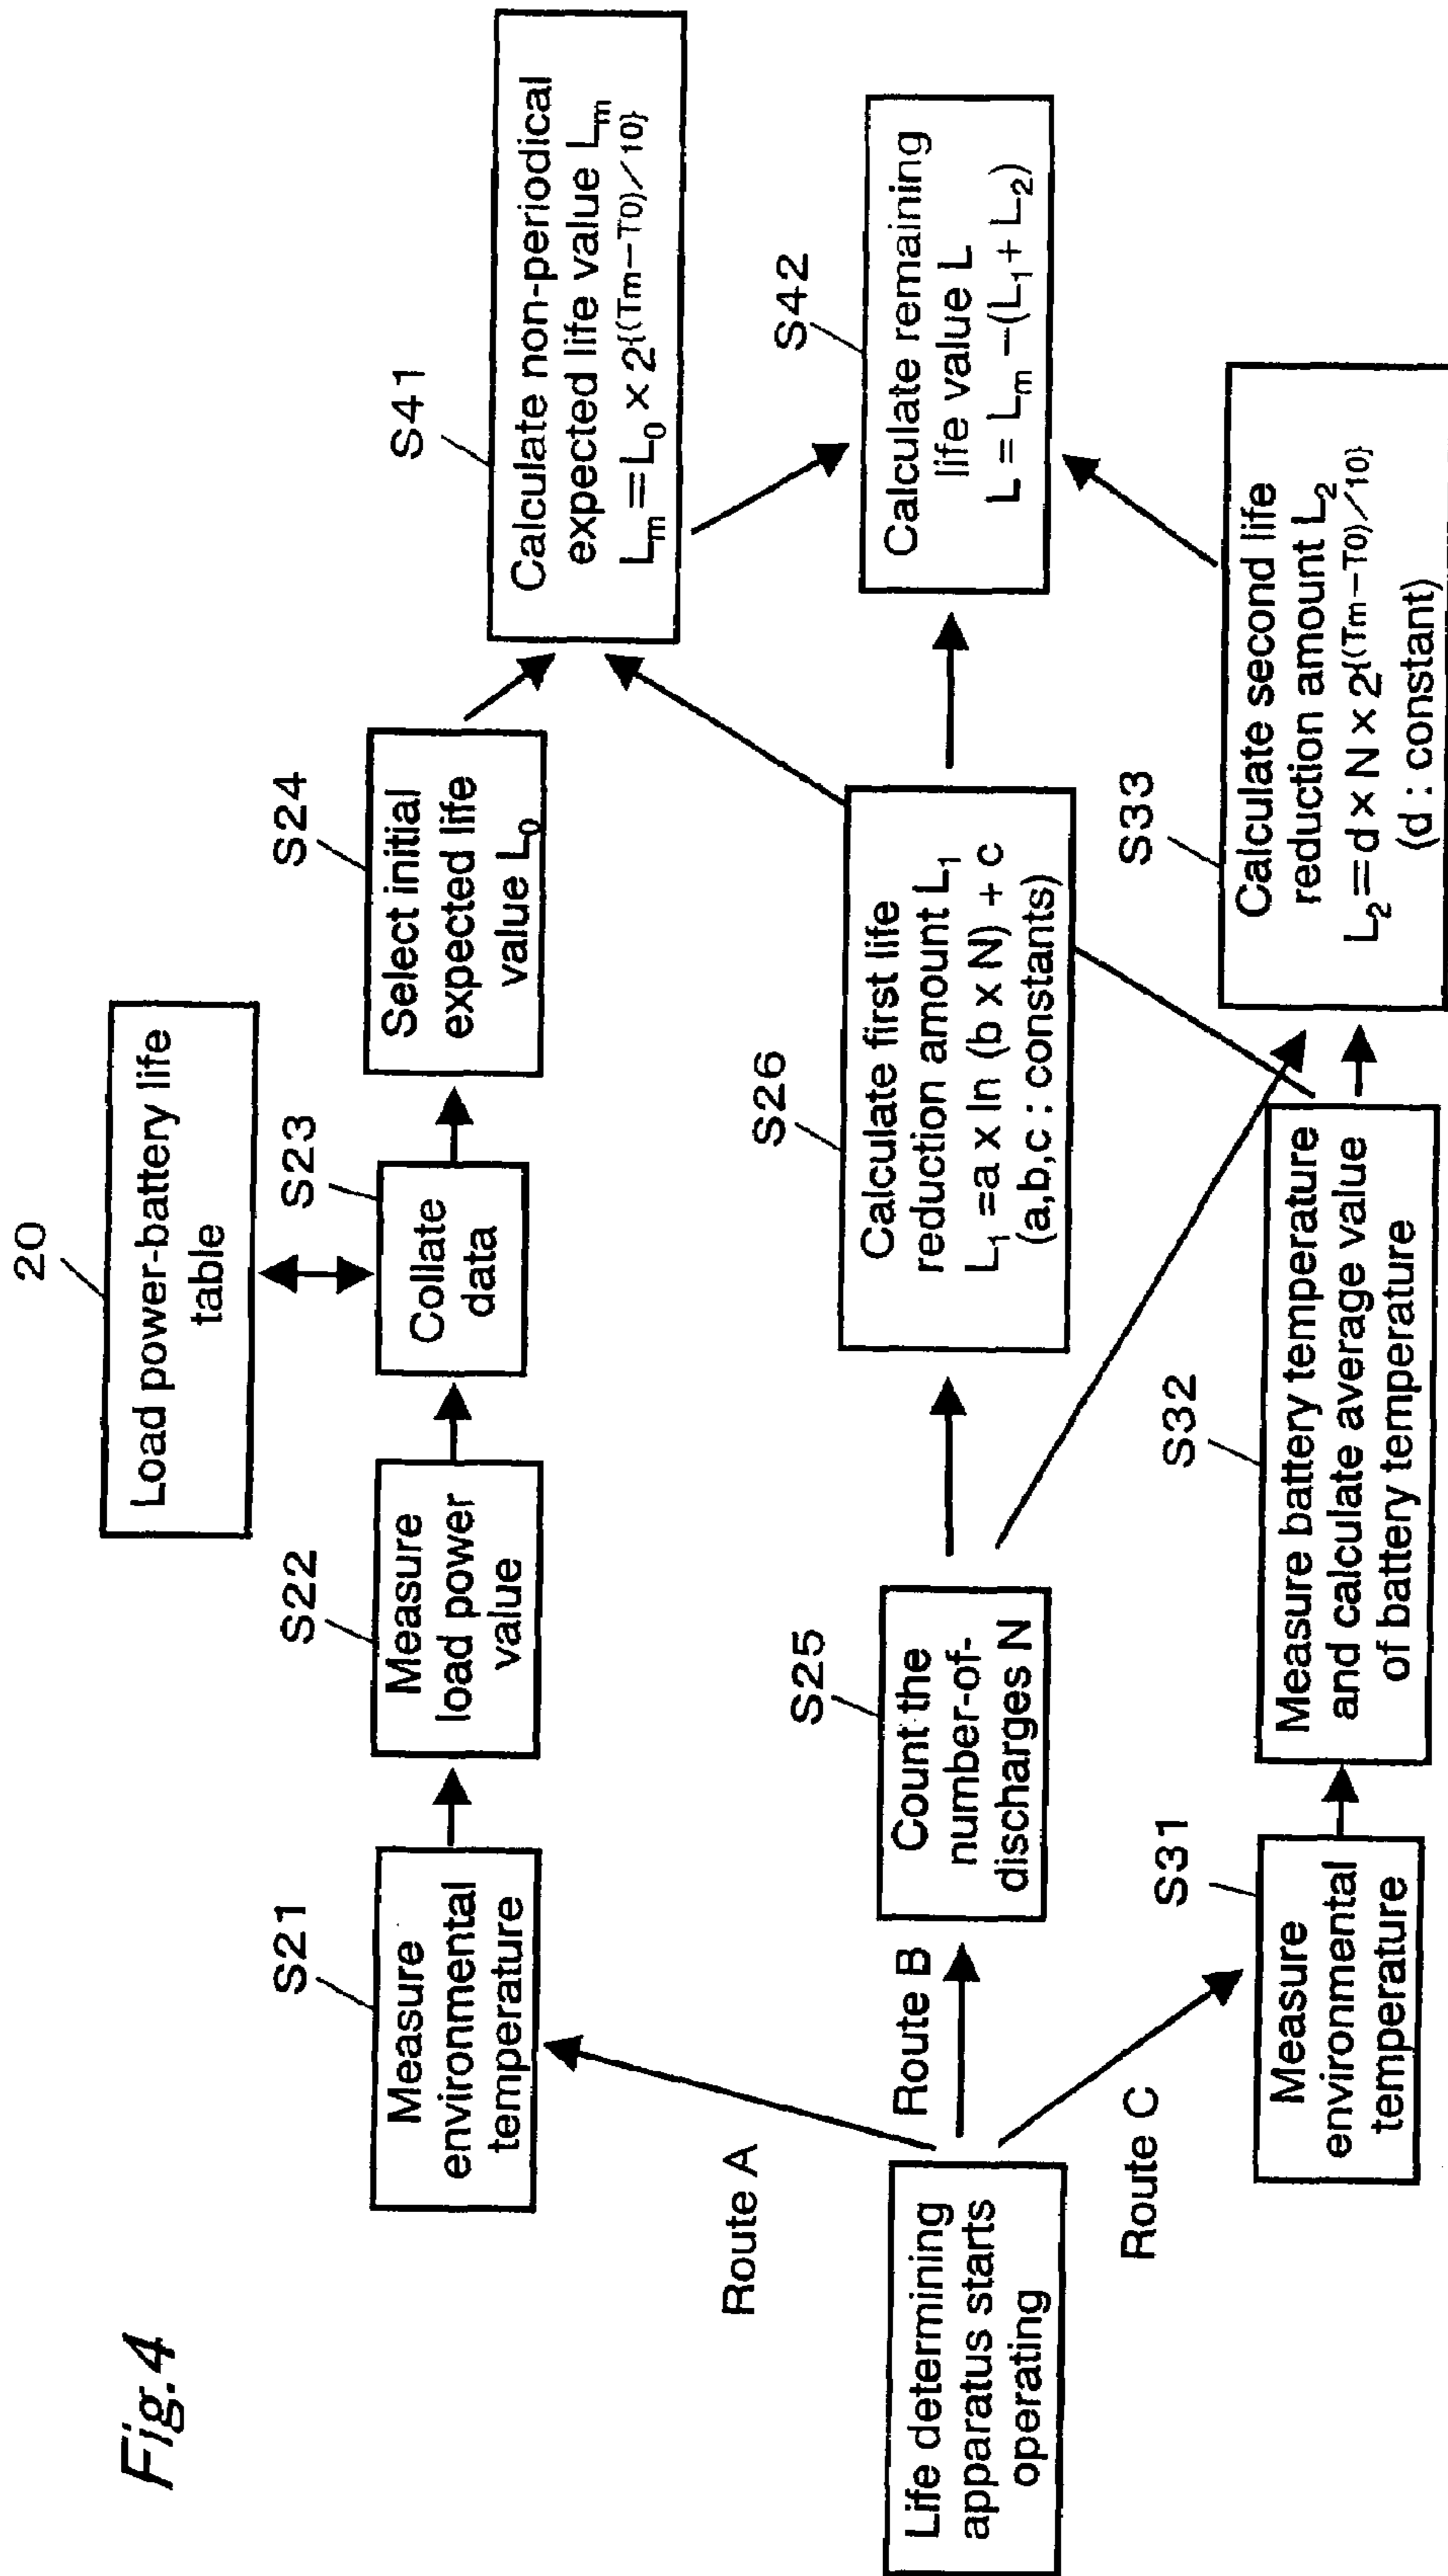 Fig.4
20
Load power-battery life
table
S21
Measure
environmental
temperature
S22
Measure
load power
value
S23
Collate
data
S24
Select initial
expected life
value L₀
S41
Calculate non-periodical
expected life value Lₘ
Lₘ = L₀ × 2^{(Tm−T0)/10}
Route A
Life determining
apparatus starts
operating
Route B
S25
Count the
number-of-
discharges N
S26
Calculate first life
reduction amount L₁
L₁ = a x ln (b x N) + c
(a,b,c : constants)
S42
Calculate remaining
life value L
L = Lₘ −(L₁ + L₂)
Route C
S31
Measure
environmental
temperature
S32
Measure battery temperature
and calculate average value
of battery temperature
S33
Calculate second life
reduction amount L₂
L₂ = d × N × 2^{(Tm−T0)/10}
(d : constant)